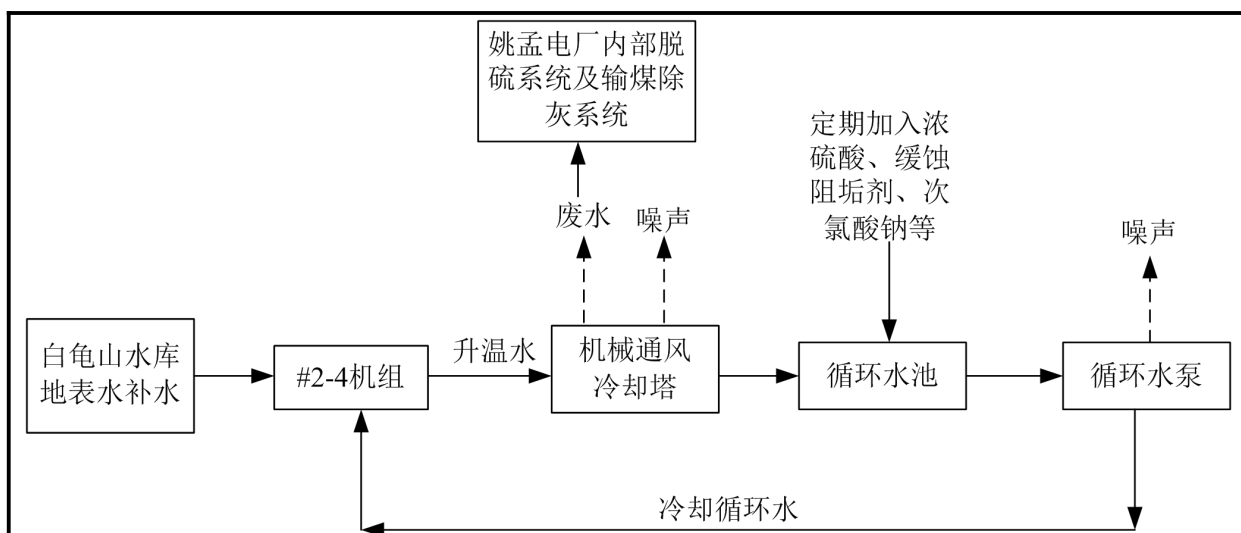 姚孟电厂内部脱
硫系统及输煤除
灰系统
定期加入浓
硫酸、缓蚀
阻垢剂、次
氯酸钠等
废水
噪声
噪声
白龟山水库
地表水补水
#2-4机组
升温水
机械通风
冷却塔
循环水池
循环水泵
冷却循环水